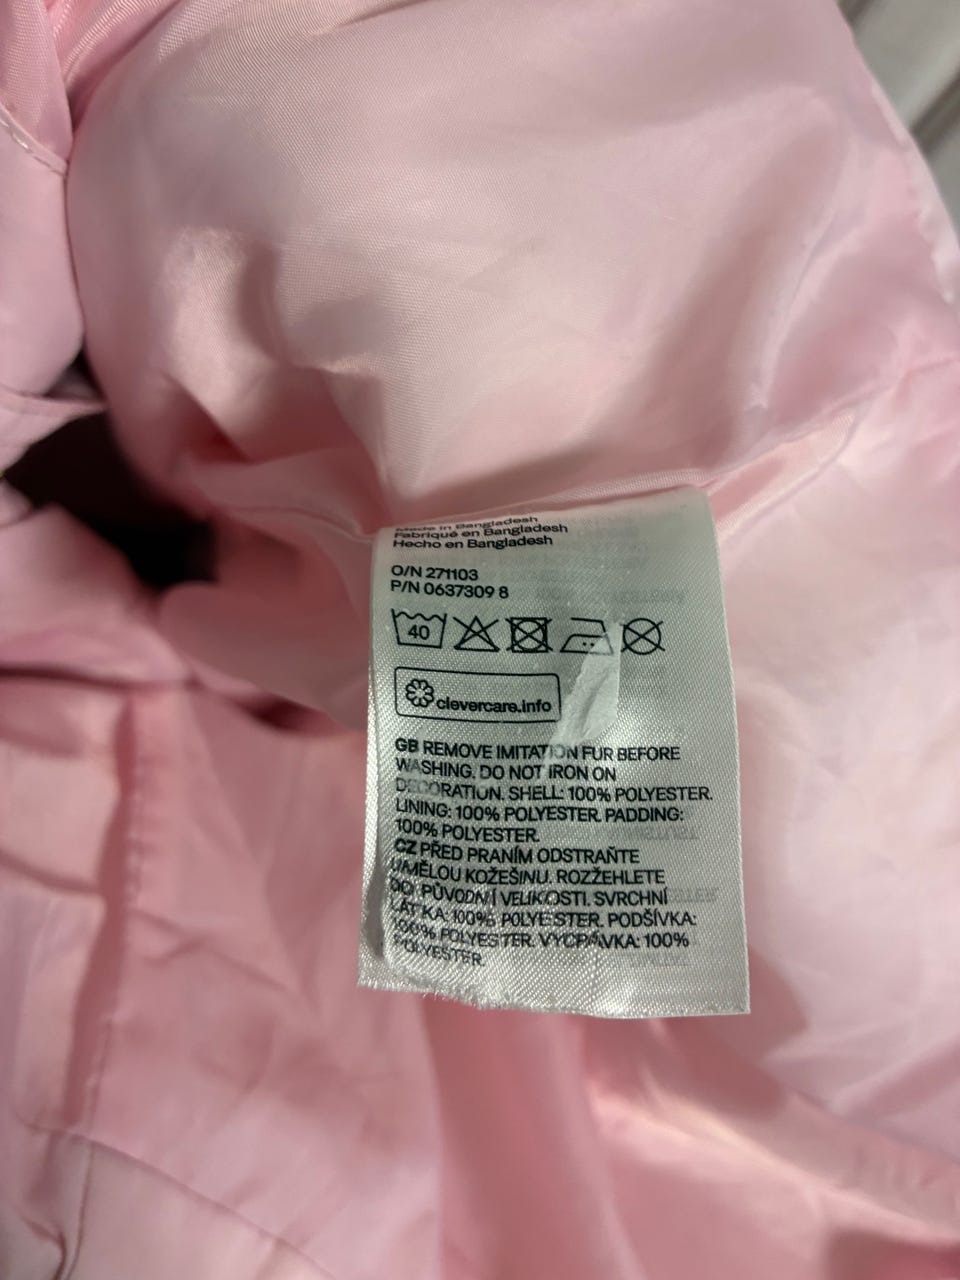 Made in Bangladesh
Fabriqué en Bangladesh
Hecho en Bangladesh
O/N 271103
P/N 0637309 8
40
clevercare.info
GB REMOVE IMITATION FUR BEFORE
WASHING. DO NOT IRON ON
DECORATION. SHELL: 100% POLYESTER.
LINING: 100% POLYESTER. PADDING:
100% POLYESTER.
CZ PŘED PRANÍM ODSTRAŇTE
UMĚLOU KOŽEŠINU. ROZŽEHLETE
DO PŮVODNÍ VELIKOSTI. SVRCHNÍ
LÁTKA: 100% POLYESTER. PODŠÍVKA:
100% POLYESTER. VYCPÁVKA: 100%
POLYESTER.